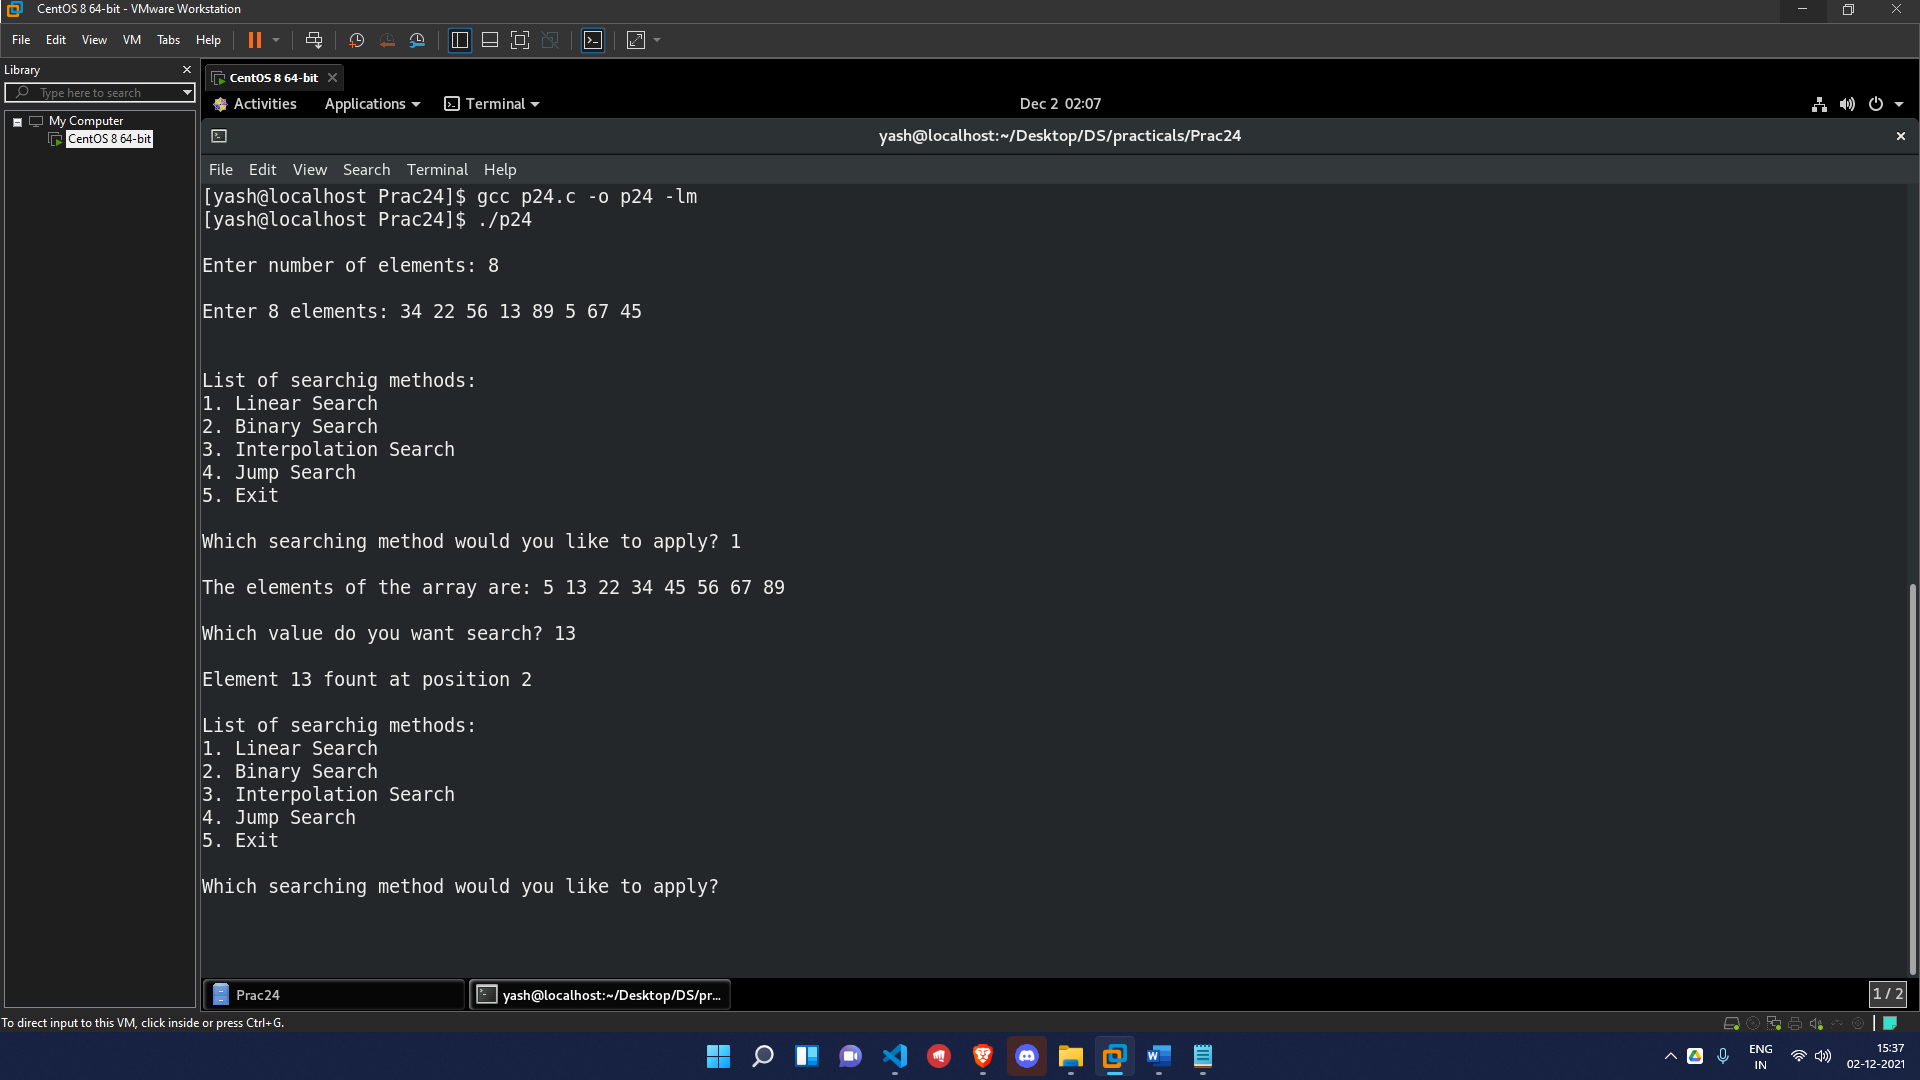 CentOS 8 64-bit - VMware Workstation
File Edit View VM Tabs Help
Library
Type here to search
My Computer
CentOS 8 64-bit
CentOS 8 64-bit
Activities Applications Terminal Dec 2 02:07
yash@localhost:~/Desktop/DS/practicals/Prac24
File Edit View Search Terminal Help
[yash@localhost Prac24]$ gcc p24.c -o p24 -lm
[yash@localhost Prac24]$ ./p24
Enter number of elements: 8
Enter 8 elements: 34 22 56 13 89 5 67 45
List of searchig methods:
1. Linear Search
2. Binary Search
3. Interpolation Search
4. Jump Search
5. Exit
Which searching method would you like to apply? 1
The elements of the array are: 5 13 22 34 45 56 67 89
Which value do you want search? 13
Element 13 fount at position 2
List of searchig methods:
1. Linear Search
2. Binary Search
3. Interpolation Search
4. Jump Search
5. Exit
Which searching method would you like to apply?
Prac24
yash@localhost:~/Desktop/DS/pr...
1 / 2
To direct input to this VM, click inside or press Ctrl+G.
ENG
IN
15:37
02-12-2021